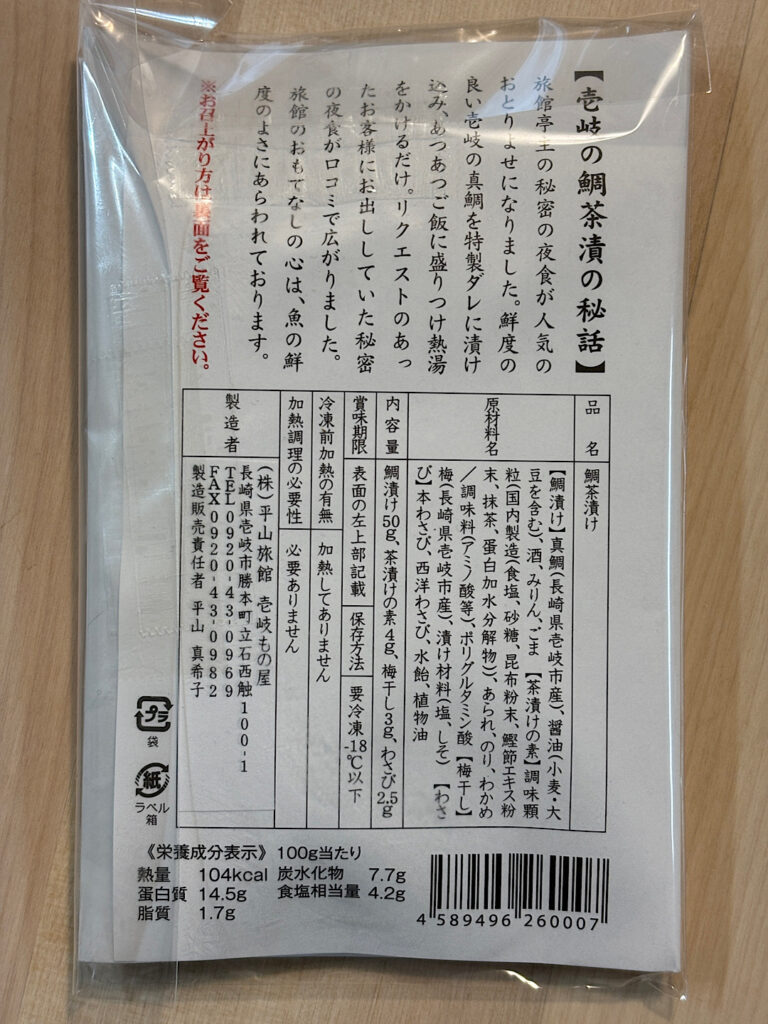 【壱岐の鯛茶漬の秘話】
旅館亭主の秘密の夜食が人気の
おとりよせになりました。鮮度の
良い壱岐の真鯛を特製ダレに漬け
込み、あつあつご飯に盛りつけ熱湯
をかけるだけ。リクエストのあっ
たお客様にお出ししていた秘密
の夜食が口コミで広がりました。
旅館のおもてなしの心は、魚の鮮
度のよさにあらわれております。
※お召上がり方は裏面をご覧ください。
品名
鯛茶漬け
原材料名
【鯛漬け】真鯛(長崎県壱岐市産)、醤油(小麦・大
豆を含む)、酒、みりん、ごま 【茶漬けの素】調味顆
粒(国内製造(食塩、砂糖、昆布粉末、鰹節エキス粉
末、抹茶、蛋白加水分解物)、あられ、のり、わかめ
/調味料(アミノ酸等)、ポリグルタミン酸 【梅干し】
梅(長崎県壱岐市産)、漬け材料(塩、しそ) 【わさ
び】本わさび、西洋わさび、水飴、植物油
内容量
鯛漬け50g、茶漬けの素4g、梅干し3g、わさび2.5g
賞味期限
表面の左上部記載
保存方法
要冷凍-18℃以下
冷凍前加熱の有無
加熱してありません
加熱調理の必要性
必要ありません
製造者
(株)平山旅館 壱岐もの屋
長崎県壱岐市勝本町立石西触100-1
TEL0920-43-0969
FAX0920-43-0982
製造販売責任者 平山 真希子
プラ
袋
紙
ラベル
箱
《栄養成分表示》100g当たり
熱量 104kcal 炭水化物 7.7g
蛋白質 14.5g 食塩相当量 4.2g
脂質 1.7g
4 589496 260007